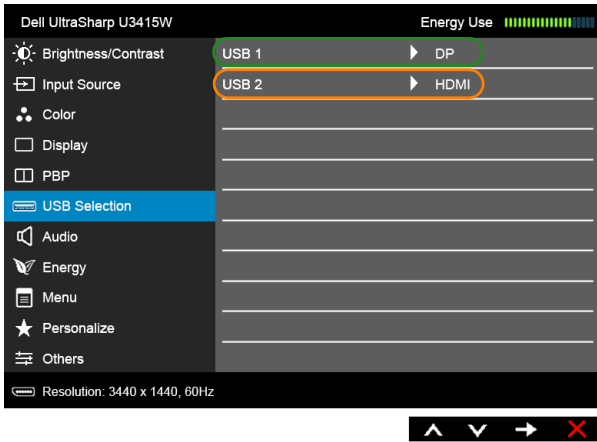 Dell UltraSharp U3415W Energy Use
Brightness/Contrast USB 1 DP
Input Source USB 2 HDMI
Color
Display
PBP
USB Selection
Audio
Energy
Menu
Personalize
Others
Resolution: 3440 x 1440, 60Hz